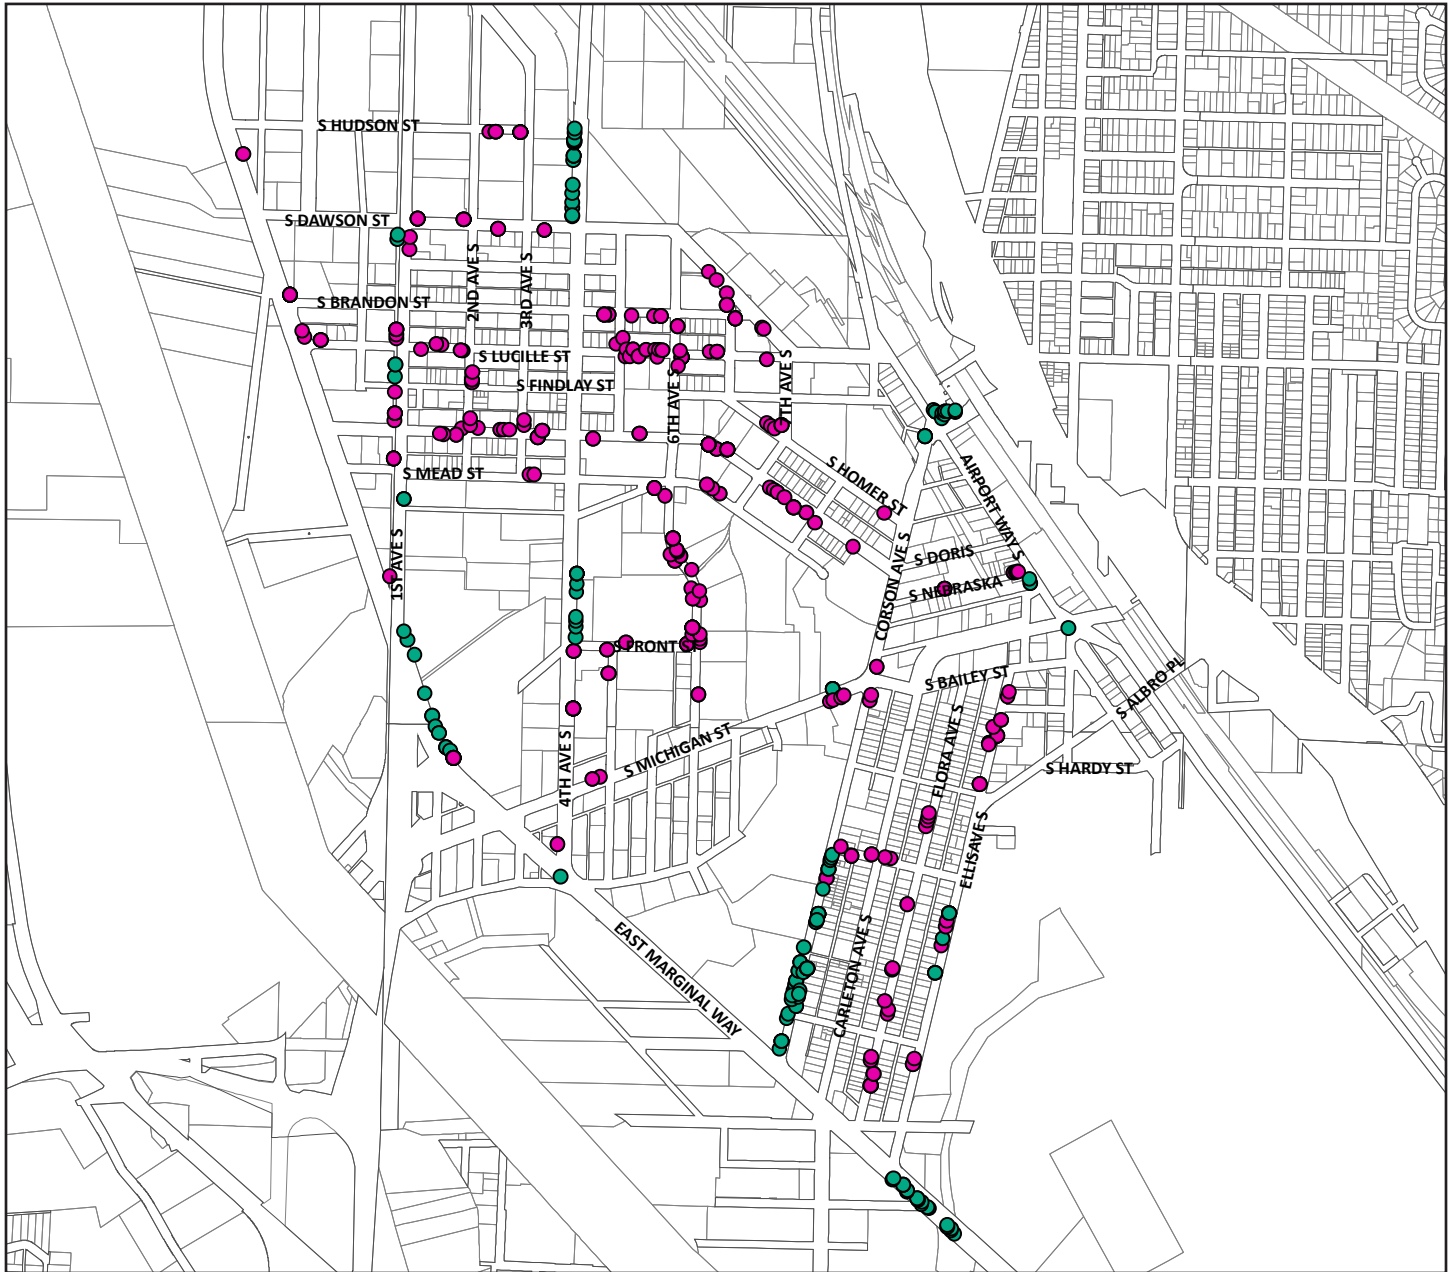 S HUDSON ST
S DAWSON ST
2ND AVE S
3RD AVE S
S BRANDON ST
S LUCILLE ST
S FINDLAY ST
6TH AVE S
TH AVE S
S MEAD ST
S HOMER ST
AIRPORT WAY S
1ST AVE S
S DORIS
S NEBRASKA
CORSON AVE S
S FRONT ST
S BAILEY ST
S ALBRO PL
S MICHIGAN ST
4TH AVE S
FLORA AVE S
S HARDY ST
ELLIS AVE S
EAST MARGINAL WAY
CARLETON AVE S